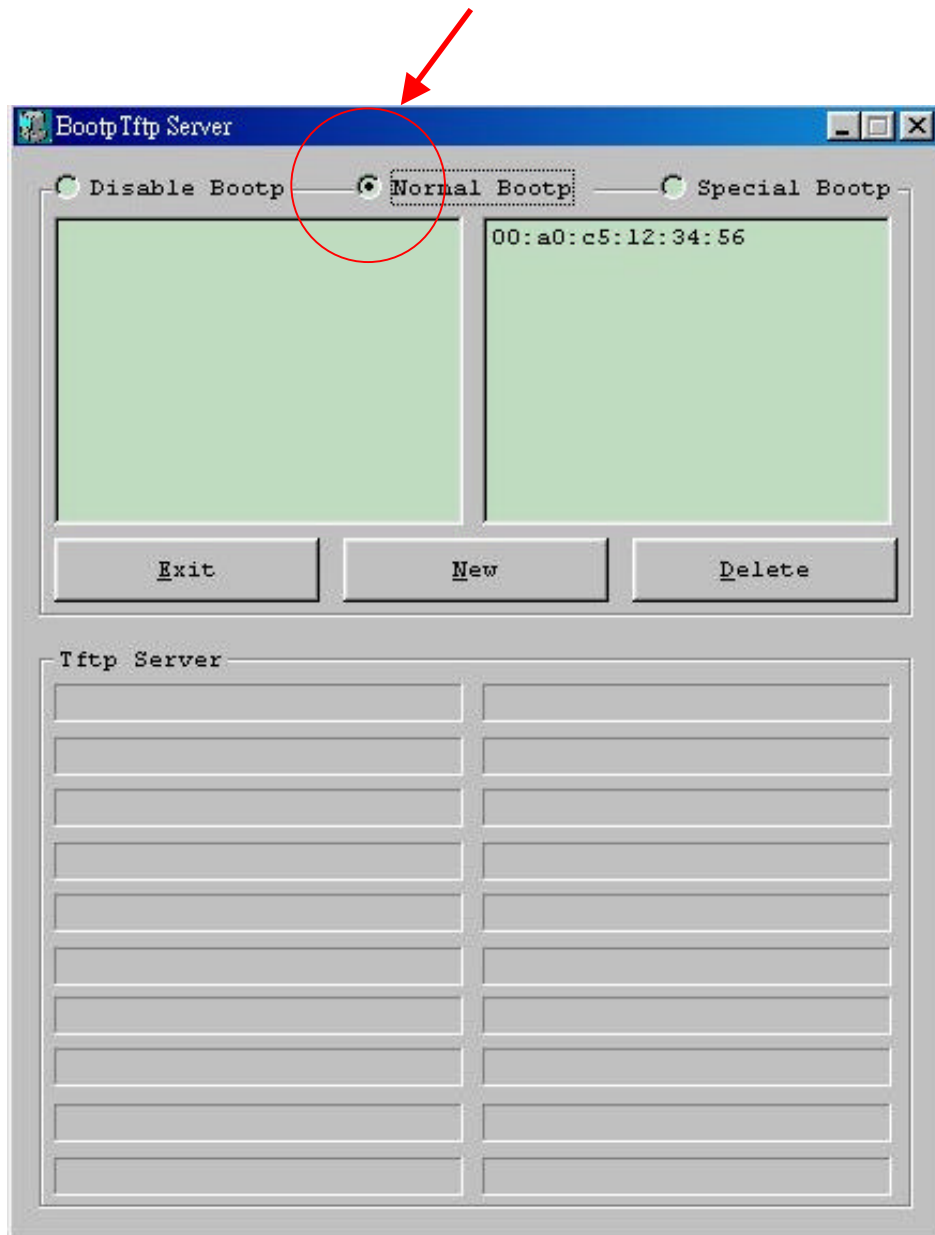 BootpTftp Server
Disable Bootp Normal Bootp Special Bootp
00:a0:c5:12:34:56
Exit New Delete
Tftp Server